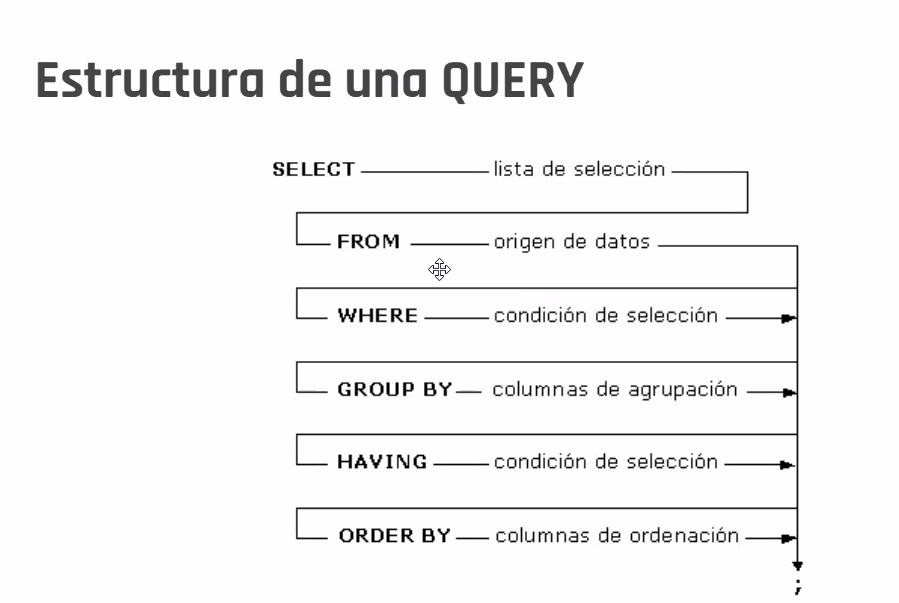 Estructura de una QUERY
SELECT lista de selección
FROM origen de datos
WHERE condición de selección
GROUP BY columnas de agrupación
HAVING condición de selección
ORDER BY columnas de ordenación
;